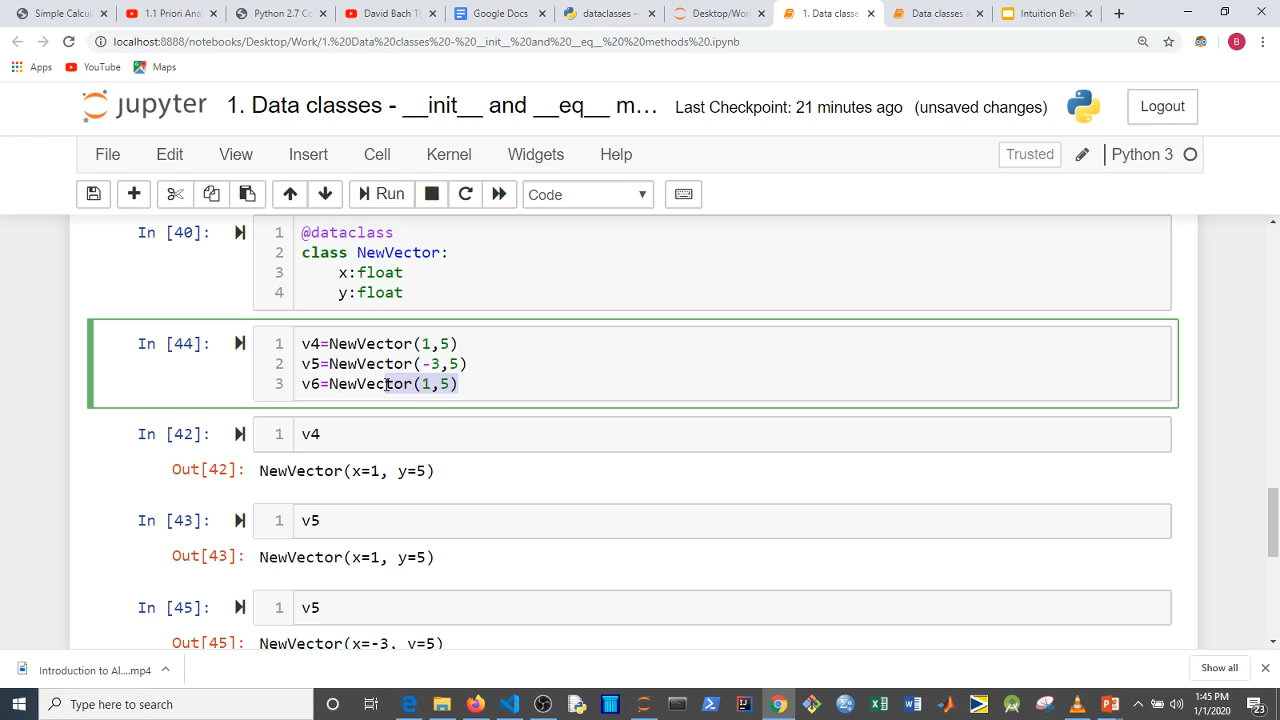 Simple Calcu
1.1 Priori Ana
Python 2.7 Co
David Bach T
Google Docs
dataclasses —
Desktop/Wor
1. Data classe
Data classes e
Intuition Behi
localhost:8888/notebooks/Desktop/Work/1.%20Data%20classes%20-%20__init__%20and%20__eq__%20%20methods%20.ipynb
B
Apps
YouTube
Maps
jupyter
1. Data classes - __init__ and __eq__ m...
Last Checkpoint: 21 minutes ago
(unsaved changes)
Logout
File
Edit
View
Insert
Cell
Kernel
Widgets
Help
Trusted
Python 3
Run
Code
In [40]:
1 @dataclass
2 class NewVector:
3 x:float
4 y:float
In [44]:
1 v4=NewVector(1,5)
2 v5=NewVector(-3,5)
3 v6=NewVector(1,5)
In [42]:
1 v4
Out[42]: NewVector(x=1, y=5)
In [43]:
1 v5
Out[43]: NewVector(x=1, y=5)
In [45]:
1 v5
Out[45]: NewVector(x=-3, y=5)
Introduction to Al....mp4
Show all
Type here to search
1:45 PM
1/1/2020
23